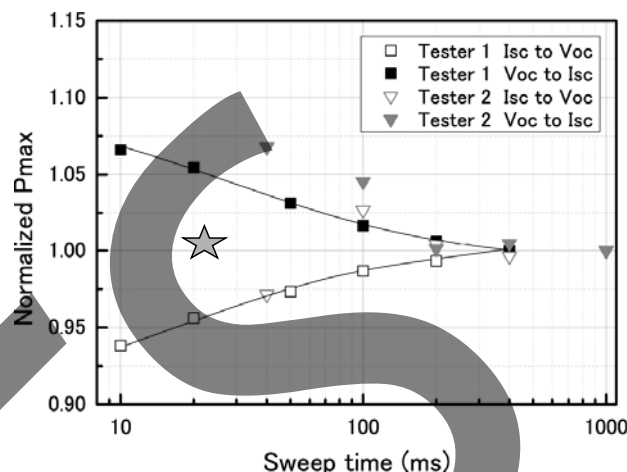 1.15
1.10
1.05
1.00
0.95
0.90
Normalized Pmax
Tester 1 Isc to Voc
Tester 1 Voc to Isc
Tester 2 Isc to Voc
Tester 2 Voc to Isc
10
100
1000
Sweep time (ms)